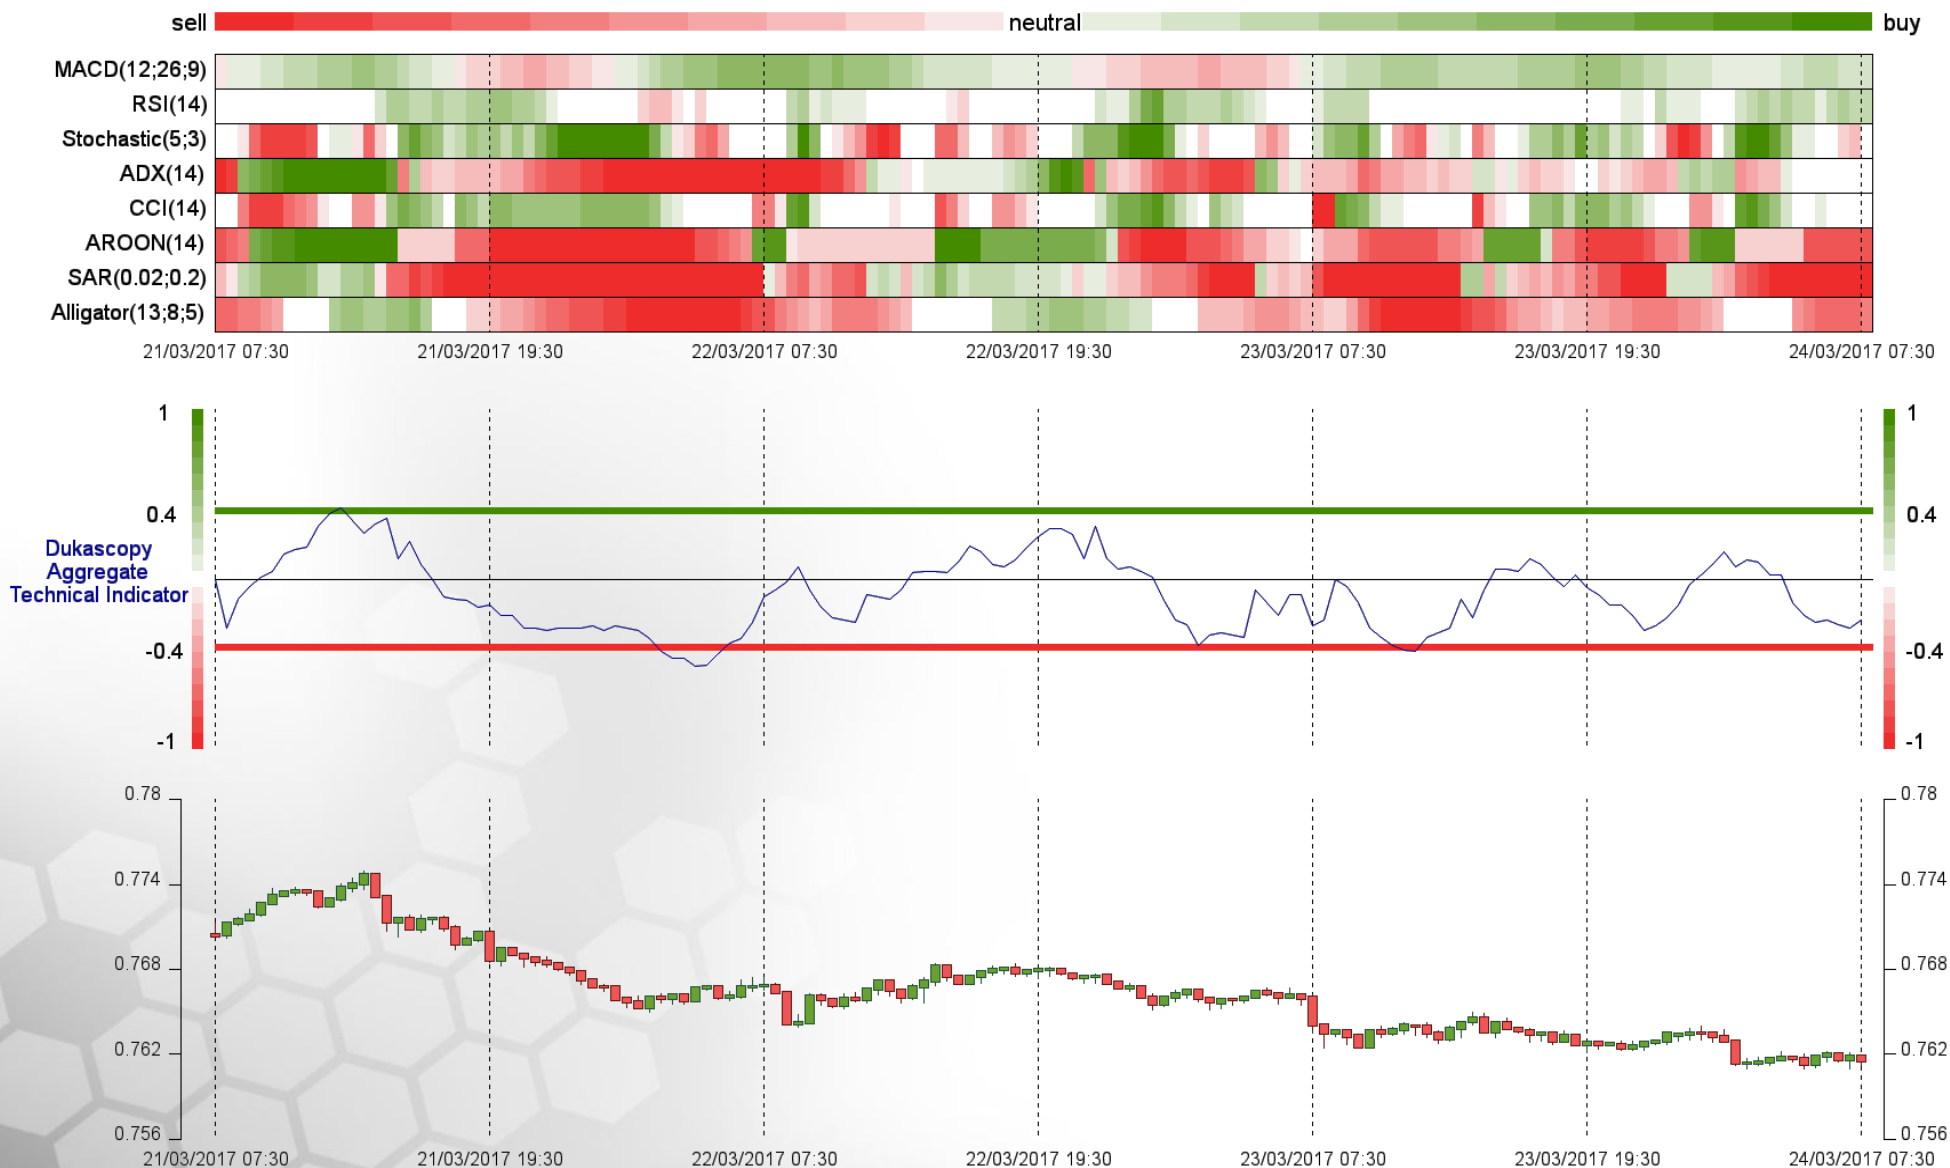 sell neutral buy
MACD(12;26;9)
RSI(14)
Stochastic(5;3)
ADX(14)
CCI(14)
AROON(14)
SAR(0.02;0.2)
Alligator(13;8;5)
21/03/2017 07:30 21/03/2017 19:30 22/03/2017 07:30 22/03/2017 19:30 23/03/2017 07:30 23/03/2017 19:30 24/03/2017 07:30
1 1
0.4 0.4
Dukascopy
Aggregate
Technical Indicator
-0.4 -0.4
-1 -1
0.78 0.78
0.774 0.774
0.768 0.768
0.762 0.762
0.756 0.756
21/03/2017 07:30 21/03/2017 19:30 22/03/2017 07:30 22/03/2017 19:30 23/03/2017 07:30 23/03/2017 19:30 24/03/2017 07:30